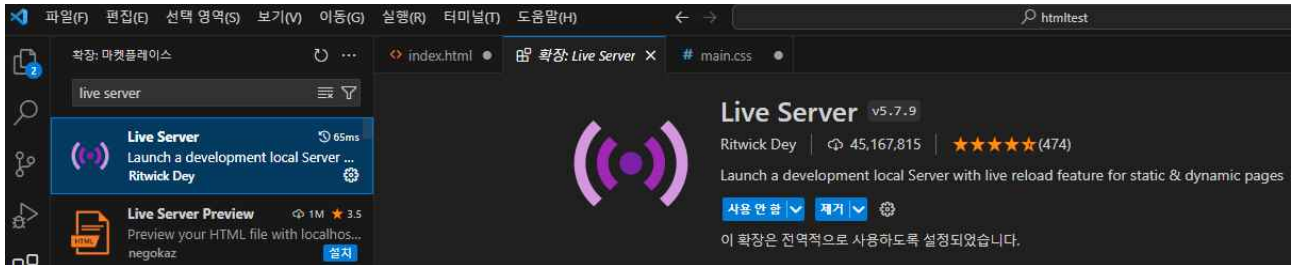 파일(F) 편집(E) 선택 영역(S) 보기(V) 이동(G) 실행(R) 터미널(T) 도움말(H) htmltest
확장: 마켓플레이스
index.html
확장: Live Server
# main.css
2
live server
Live Server 65ms
Launch a development local Server ...
Ritwick Dey
Live Server Preview 1M ★ 3.5
Preview your HTML file with localhos...
negokaz 설치
HTML
Live Server v5.7.9
Ritwick Dey 45,167,815 ★★★★★(474)
Launch a development local Server with live reload feature for static & dynamic pages
사용 안 함 제거
이 확장은 전역적으로 사용하도록 설정되었습니다.